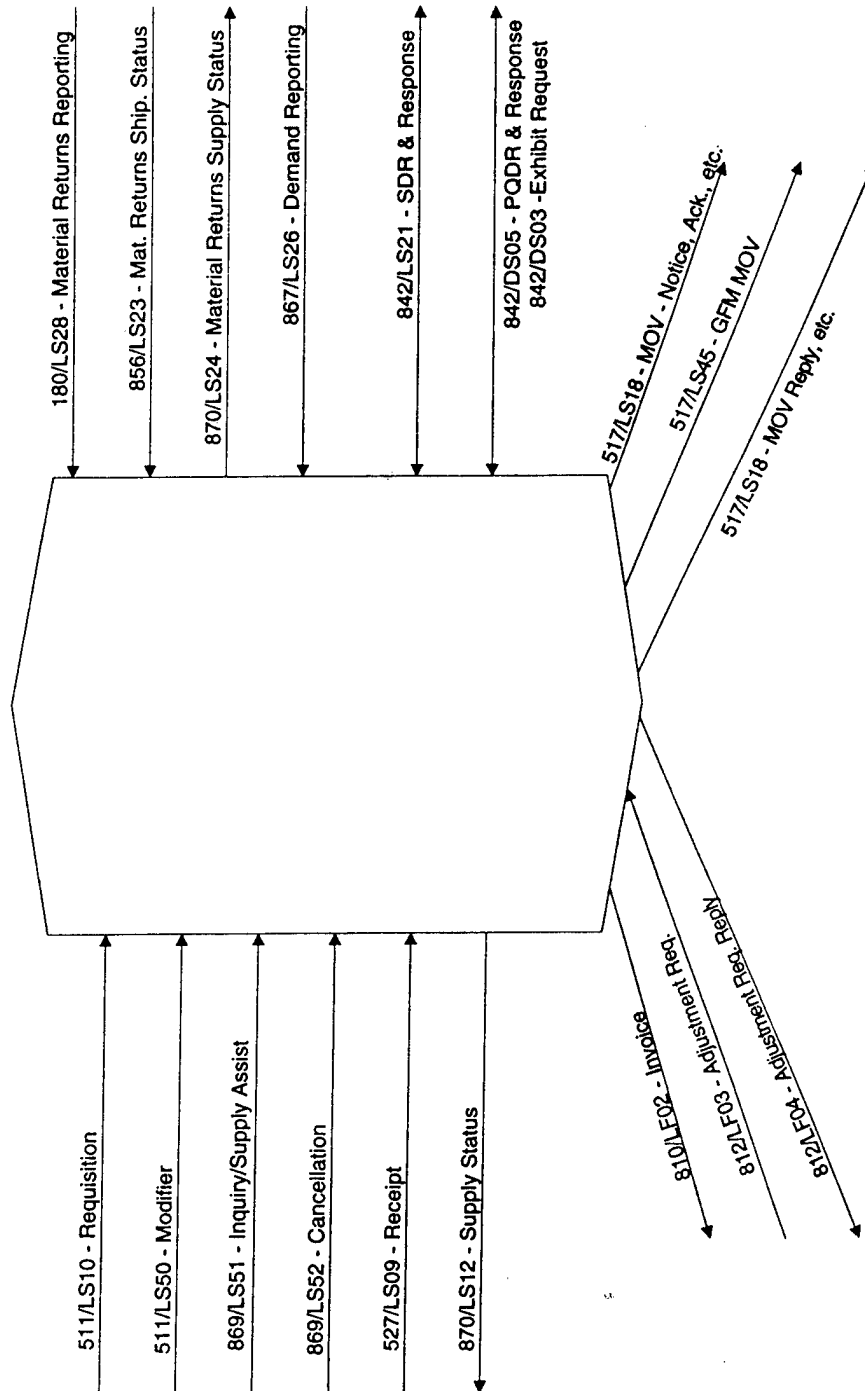 180/LS28 - Material Returns Reporting
856/LS23 - Mat. Returns Ship. Status
870/LS24 - Material Returns Supply Status
867/LS26 - Demand Reporting
842/LS21 - SDR & Response
842/DS05 - PQDR & Response
842/DS03 -Exhibit Request
517/LS18 - MOV - Notice, Ack., etc.
517/LS45 - GFM MOV
517/LS18 - MOV Reply, etc.
511/LS10 - Requisition
511/LS50 - Modifier
869/LS51 - Inquiry/Supply Assist
869/LS52 - Cancellation
527/LS09 - Receipt
870/LS12 - Supply Status
810/LF02 - Invoice
812/LF03 - Adjustment Req.
812/LF04 - Adjustment Req. Reply